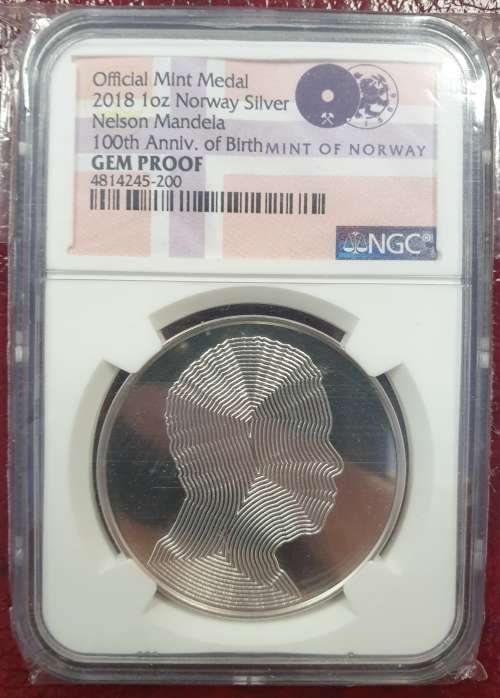 Official Mint Medal
2018 1oz Norway Silver
Nelson Mandela
100th Anniv. of Birth MINT OF NORWAY
GEM PROOF
4814245-200
NGC®